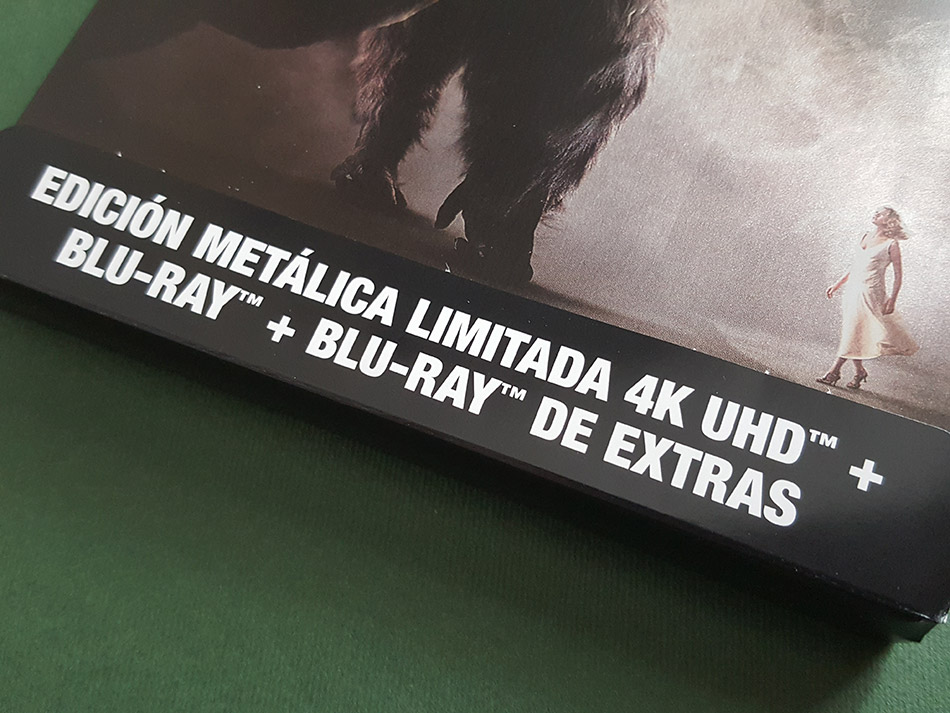 EDICIÓN METÁLICA LIMITADA 4K UHD™ +
BLU-RAY™ + BLU-RAY™ DE EXTRAS